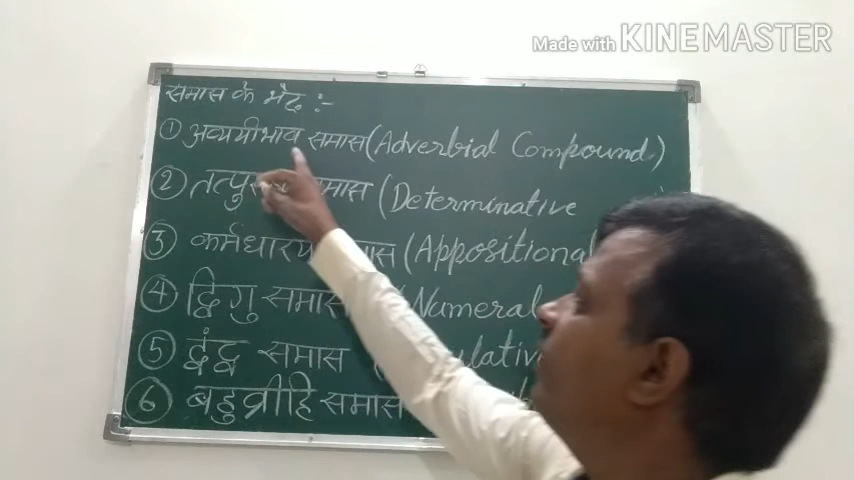 Made with KINEMASTER
समास के भेद :-
① अव्ययीभाव समास (Adverbial Compound)
② समास (Determinative
③ कर्मधारय (Appositional
④ द्विगु समास (Numeral
⑤ द्वंद्व समास
⑥ बहुव्रीहि समास